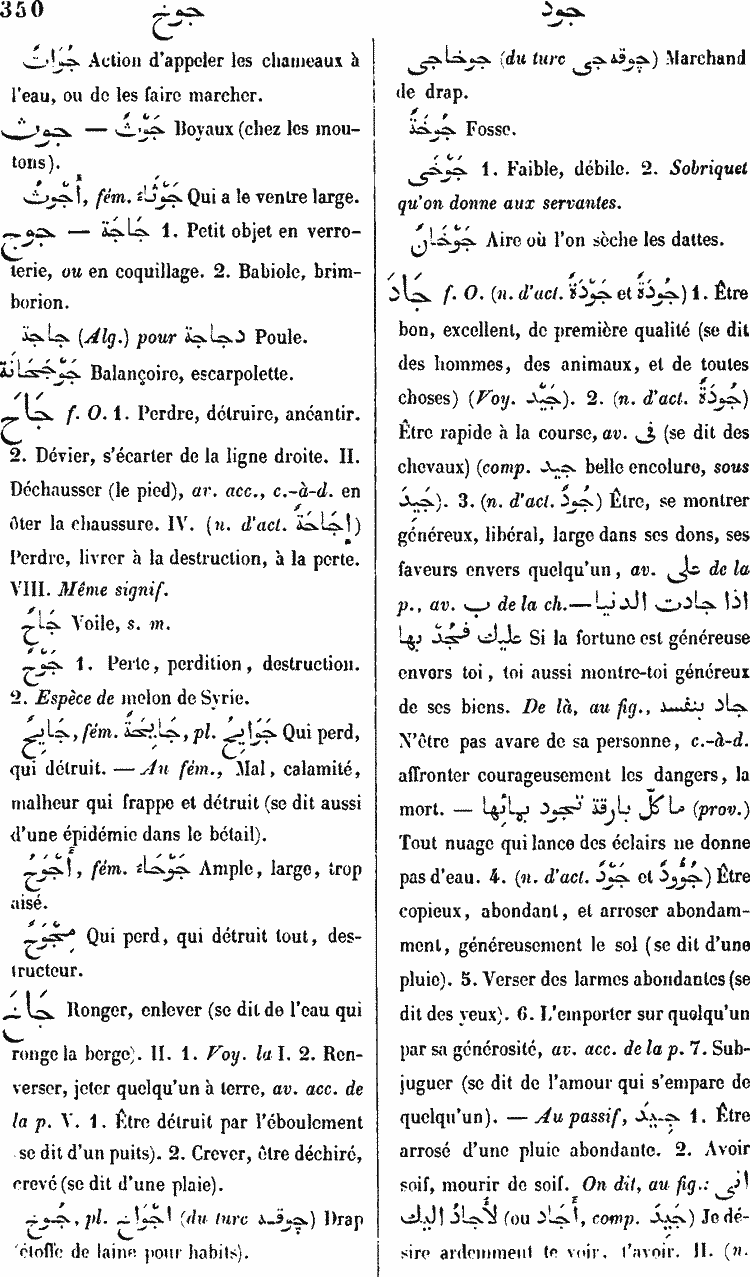 350
جوخ
جود
جُوَاتٌ Action d'appeler les chameaux à
l'eau, ou de les faire marcher.
جوث — جَوْثٌ Boyaux (chez les mou-
tons).
أَجْوَثُ, fém. جَوْثَاءُ Qui a le ventre large.
جوج — جَاجَةٌ 1. Petit objet en verro-
terie, ou en coquillage. 2. Babiole, brim-
borion.
جاجة (Alg.) pour دجاجة Poule.
جَوْجَحَانَة Balançoire, escarpolette.
جَاحَ f. O. 1. Perdre, détruire, anéantir.
2. Dévier, s'écarter de la ligne droite. II.
Déchausser (le pied), av. acc., c.-à-d. en
ôter la chaussure. IV. (n. d'act. إِجَاحَةٌ)
Perdre, livrer à la destruction, à la perte.
VIII. Même signif.
جَاحٌ Voile, s. m.
جَوْحٌ 1. Perte, perdition, destruction.
2. Espèce de melon de Syrie.
جَايِحٌ, fém. جَايِحَةٌ, pl. جَوَايِحُ Qui perd,
qui détruit. — Au fém., Mal, calamité,
malheur qui frappe et détruit (se dit aussi
d'une épidémie dans le bétail).
أَجْوَحُ, fém. جَوْحَاءُ Ample, large, trop
aisé.
مِجْوَحٌ Qui perd, qui détruit tout, des-
tructeur.
جَاخَ Ronger, enlever (se dit de l'eau qui
ronge la berge). II. 1. Voy. la I. 2. Ren-
verser, jeter quelqu'un à terre, av. acc. de
la p. V. 1. Être détruit par l'éboulement
se dit d'un puits). 2. Crever, être déchiré,
crevé (se dit d'une plaie).
جُوخٌ, pl. اجْوَاخ (du turc چوقه) Drap
(étoffe de laine pour habits).
جوخاجى (du turc چوقه جى) Marchand
de drap.
جُوخَةٌ Fosse.
جَوْخَى 1. Faible, débile. 2. Sobriquet
qu'on donne aux servantes.
جَوْخَانٌ Aire où l'on sèche les dattes.
جَادَ f. O. (n. d'act. جَوْدَةٌ et جُودَةٌ) 1. Être
bon, excellent, de première qualité (se dit
des hommes, des animaux, et de toutes
choses) (Voy. جَيِّد). 2. (n. d'act. جُودَةٌ)
Être rapide à la course, av. فى (se dit des
chevaux) (comp. جيد belle encolure, sous
جَيَدَ). 3. (n. d'act. جُودٌ) Être, se montrer
généreux, libéral, large dans ses dons, ses
faveurs envers quelqu'un, av. على de la
p., av. ب de la ch. — اذا جادت الدنيا
عليك فجُدْ بها Si la fortune est généreuse
envers toi, toi aussi montre-toi généreux
de ses biens. De là, au fig., جاد بنفسه
N'être pas avare de sa personne, c.-à-d.
affronter courageusement les dangers, la
mort. — ما كلّ بارقة تجود بمائها (prov.)
Tout nuage qui lance des éclairs ne donne
pas d'eau. 4. (n. d'act. جَوْدٌ et جُؤُودٌ) Être
copieux, abondant, et arroser abondam-
ment, généreusement le sol (se dit d'une
pluie). 5. Verser des larmes abondantes (se
dit des yeux). 6. L'emporter sur quelqu'un
par sa générosité, av. acc. de la p. 7. Sub-
juguer (se dit de l'amour qui s'empare de
quelqu'un). — Au passif, جِيدَ 1. Être
arrosé d'une pluie abondante. 2. Avoir
soif, mourir de soif. On dit, au fig.: انى
لأُجَادُ اليك (ou أُجَاد, comp. جِيدَ) Je dé-
sire ardemment te voir, t'avoir. II. (n.